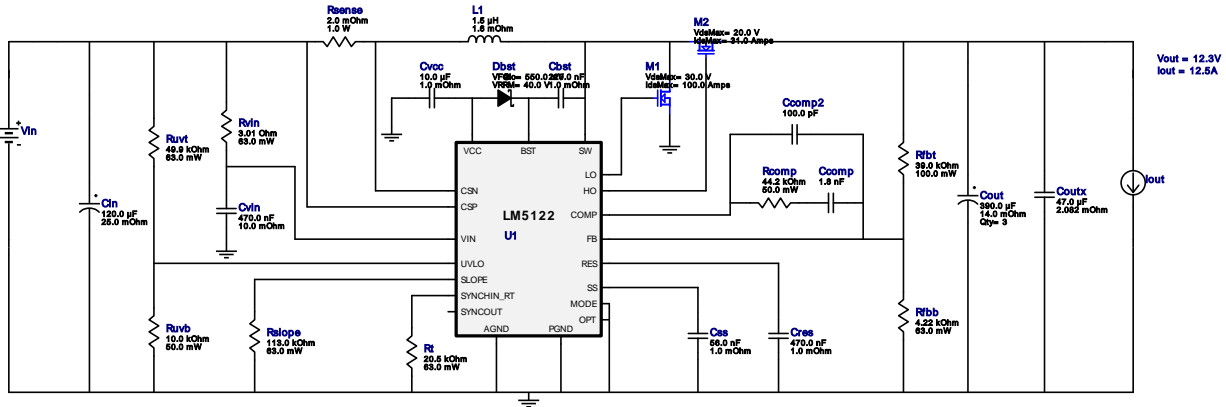 Rsense
2.0 mOhm
1.0 W
L1
1.5 µH
1.6 mOhm
M2
VdsMax= 20.0 V
IdsMax= 31.0 Amps
Vout = 12.3V
Iout = 12.5A
Cvcc
10.0 µF
1.0 mOhm
Dbst
VRRM= 40.0 V
Cbst
1.0 mOhm
M1
VdsMax= 30.0 V
IdsMax= 100.0 Amps
Ccomp2
100.0 pF
Vin
Ruvt
49.9 kOhm
63.0 mW
Rvin
3.01 Ohm
63.0 mW
VCC
BST
SW
LO
HO
CSN
CSP
COMP
VIN
FB
UVLO
RES
SLOPE
SS
SYNCHIN_RT
MODE
SYNCOUT
OPT
AGND
PGND
LM5122
U1
Rcomp
44.2 kOhm
50.0 mW
Ccomp
1.8 nF
Rfbt
39.0 kOhm
100.0 mW
Cin
120.0 µF
25.0 mOhm
Cvin
470.0 nF
10.0 mOhm
Cout
390.0 µF
14.0 mOhm
Qty= 3
Coutx
47.0 µF
2.082 mOhm
Iout
Ruvb
10.0 kOhm
50.0 mW
Rslope
113.0 kOhm
63.0 mW
Rt
20.5 kOhm
63.0 mW
Css
56.0 nF
1.0 mOhm
Cres
470.0 nF
1.0 mOhm
Rfbb
4.22 kOhm
63.0 mW